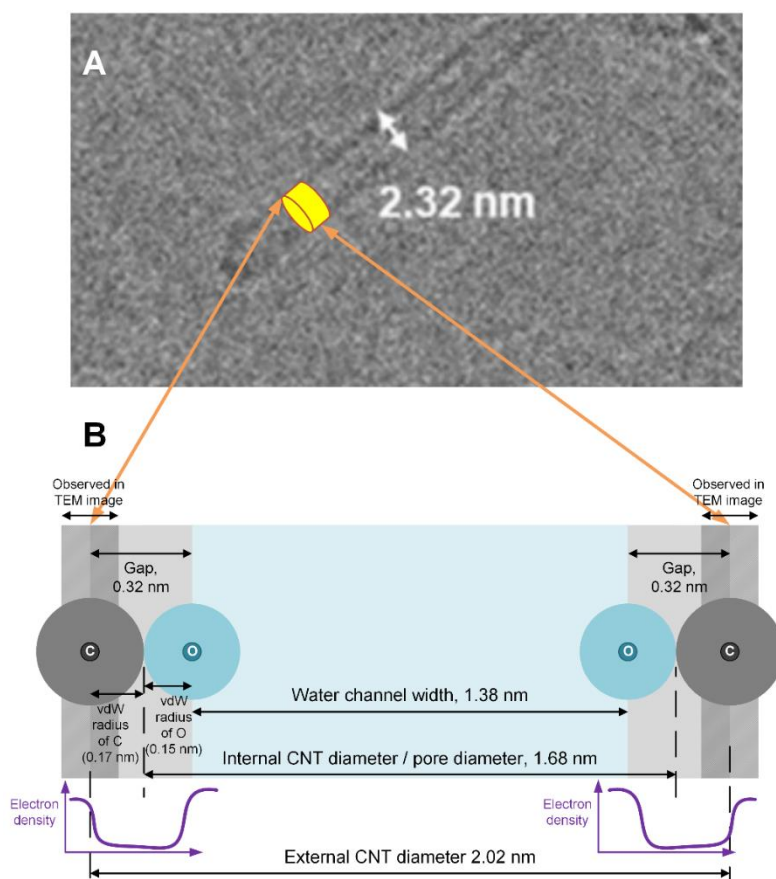 A
2.32 nm
B
Observed in
TEM image
Observed in
TEM image
Gap,
0.32 nm
Gap,
0.32 nm
C
O
O
C
vdW
radius
of C
(0.17 nm)
vdW
radius
of O
(0.15 nm)
Water channel width, 1.38 nm
Internal CNT diameter / pore diameter, 1.68 nm
Electron
density
Electron
density
External CNT diameter 2.02 nm